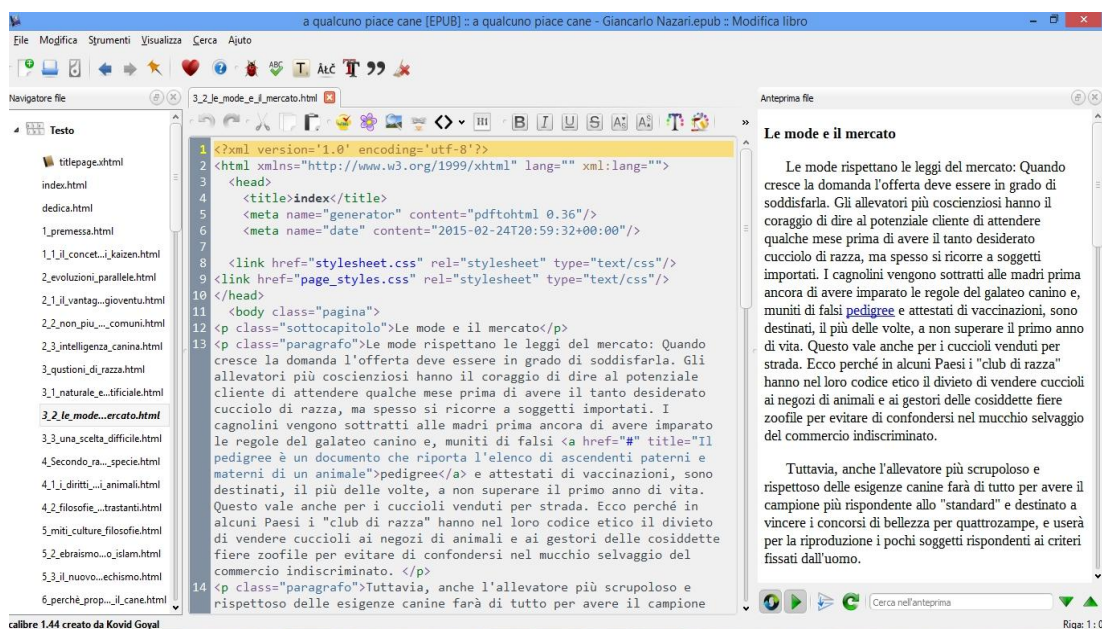 a qualcuno piace cane [EPUB] :: a qualcuno piace cane - Giancarlo Nazari.epub :: Modifica libro
File Modifica Strumenti Visualizza Cerca Aiuto
Navigatore file
Testo
titlepage.xhtml
index.html
dedica.html
1_premessa.html
1_1_il_concet...i_kaizen.html
2_evoluzioni_parallele.html
2_1_il_vantag...gioventu.html
2_2_non_piu_..._comuni.html
2_3_intelligenza_canina.html
3_qustioni_di_razza.html
3_1_naturale_e...tificiale.html
3_2_le_mode...ercato.html
3_3_una_scelta_difficile.html
4_Secondo_ra..._specie.html
4_1_i_diritti_...i_animali.html
4_2_filosofie_...trastanti.html
5_miti_culture_filosofie.html
5_2_ebraismo...o_islam.html
5_3_il_nuovo...echismo.html
6_perchè_prop..._il_cane.html
3_2_le_mode_e_il_mercato.html
1 <?xml version='1.0' encoding='utf-8'?>
2 <html xmlns="http://www.w3.org/1999/xhtml" lang="" xml:lang="">
3 <head>
4 <title>index</title>
5 <meta name="generator" content="pdftohtml 0.36"/>
6 <meta name="date" content="2015-02-24T20:59:32+00:00"/>
7
8 <link href="stylesheet.css" rel="stylesheet" type="text/css"/>
9 <link href="page_styles.css" rel="stylesheet" type="text/css"/>
10 </head>
11 <body class="pagina">
12 <p class="sottocapitolo">Le mode e il mercato</p>
13 <p class="paragrafo">Le mode rispettano le leggi del mercato: Quando
cresce la domanda l'offerta deve essere in grado di soddisfarla. Gli
allevatori più coscienziosi hanno il coraggio di dire al potenziale
cliente di attendere qualche mese prima di avere il tanto desiderato
cucciolo di razza, ma spesso si ricorre a soggetti importati. I
cagnolini vengono sottratti alle madri prima ancora di avere imparato
le regole del galateo canino e, muniti di falsi <a href="#" title="Il
pedigree è un documento che riporta l'elenco di ascendenti paterni e
materni di un animale">pedigree</a> e attestati di vaccinazioni, sono
destinati, il più delle volte, a non superare il primo anno di vita.
Questo vale anche per i cuccioli venduti per strada. Ecco perché in
alcuni Paesi i "club di razza" hanno nel loro codice etico il divieto
di vendere cuccioli ai negozi di animali e ai gestori delle cosiddette
fiere zoofile per evitare di confondersi nel mucchio selvaggio del
commercio indiscriminato. </p>
14 <p class="paragrafo">Tuttavia, anche l'allevatore più scrupoloso e
rispettoso delle esigenze canine farà di tutto per avere il campione
Anteprima file
Le mode e il mercato
Le mode rispettano le leggi del mercato: Quando
cresce la domanda l'offerta deve essere in grado di
soddisfarla. Gli allevatori più coscienziosi hanno il
coraggio di dire al potenziale cliente di attendere
qualche mese prima di avere il tanto desiderato
cucciolo di razza, ma spesso si ricorre a soggetti
importati. I cagnolini vengono sottratti alle madri prima
ancora di avere imparato le regole del galateo canino e,
muniti di falsi pedigree e attestati di vaccinazioni, sono
destinati, il più delle volte, a non superare il primo anno
di vita. Questo vale anche per i cuccioli venduti per
strada. Ecco perché in alcuni Paesi i "club di razza"
hanno nel loro codice etico il divieto di vendere cuccioli
ai negozi di animali e ai gestori delle cosiddette fiere
zoofile per evitare di confondersi nel mucchio selvaggio
del commercio indiscriminato.
Tuttavia, anche l'allevatore più scrupoloso e
rispettoso delle esigenze canine farà di tutto per avere il
campione più rispondente allo "standard" e destinato a
vincere i concorsi di bellezza per quattrozampe, e userà
per la riproduzione i pochi soggetti rispondenti ai criteri
fissati dall'uomo.
Cerca nell'anteprima
calibre 1.44 creato da Kovid Goyal
Riga: 1 : 0